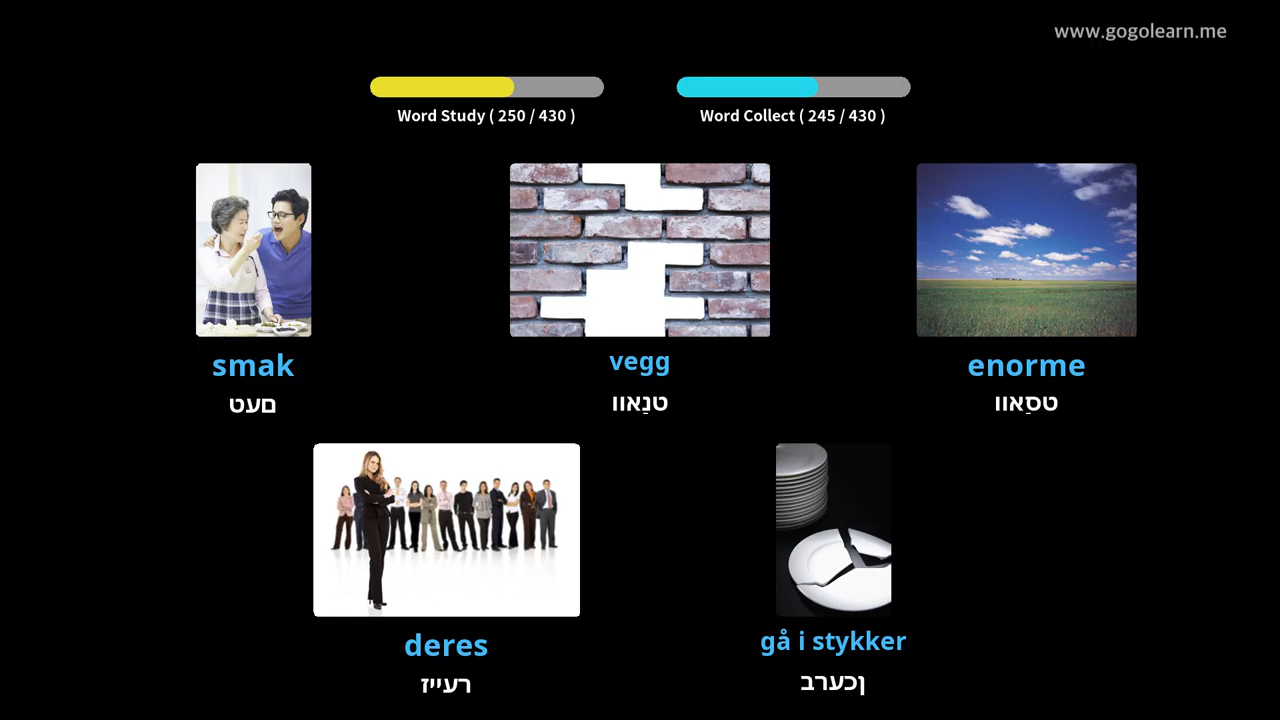 www.gogolearn.me
Word Study ( 250 / 430 )
Word Collect ( 245 / 430 )
smak
םעט
vegg
טנַאוו
enorme
טסַאוו
deres
רעייז
gå i stykker
ןכערב